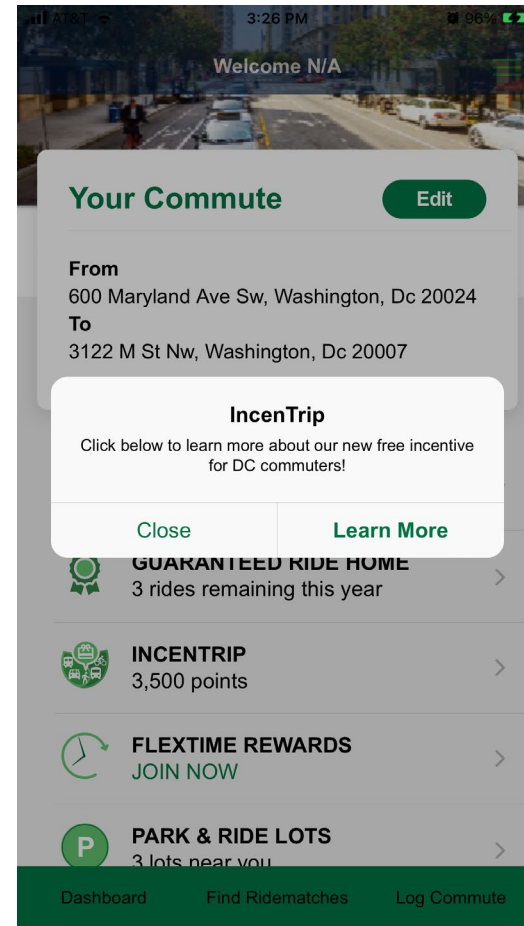 AT&T 3:26 PM 96%
Welcome N/A
Your Commute
Edit
From
600 Maryland Ave Sw, Washington, Dc 20024
To
3122 M St Nw, Washington, Dc 20007
IncenTrip
Click below to learn more about our new free incentive
for DC commuters!
Close
Learn More
GUARANTEED RIDE HOME
3 rides remaining this year
INCENTRIP
3,500 points
FLEXTIME REWARDS
JOIN NOW
P
PARK & RIDE LOTS
3 lots near you
Dashboard Find Ridematches Log Commute